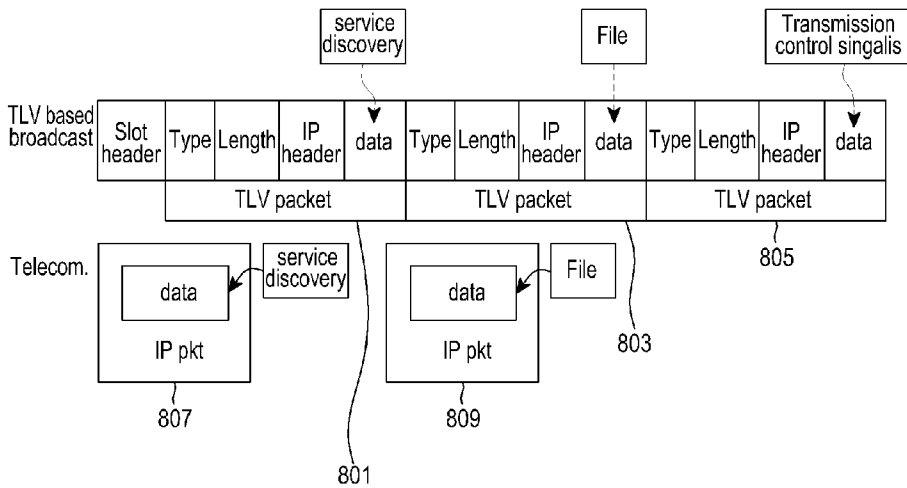 service
discovery
File
Transmission
control singalis
TLV based
broadcast
Slot
header
Type
Length
IP
header
data
Type
Length
IP
header
data
Type
Length
IP
header
data
TLV packet
TLV packet
TLV packet
805
Telecom.
data
service
discovery
IP pkt
data
File
IP pkt
803
807
809
801